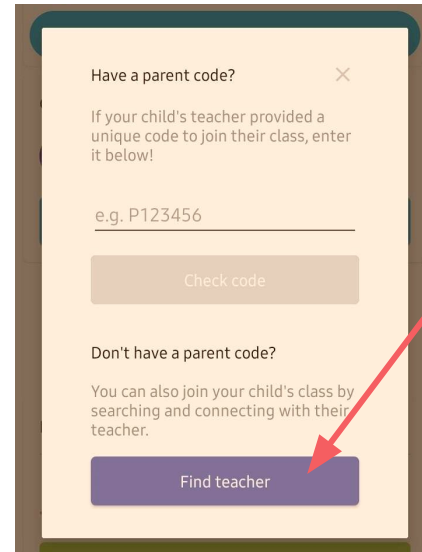 Have a parent code?
If your child's teacher provided a
unique code to join their class, enter
it below!
e.g. P123456
Check code
Don't have a parent code?
You can also join your child's class by
searching and connecting with their
teacher.
Find teacher